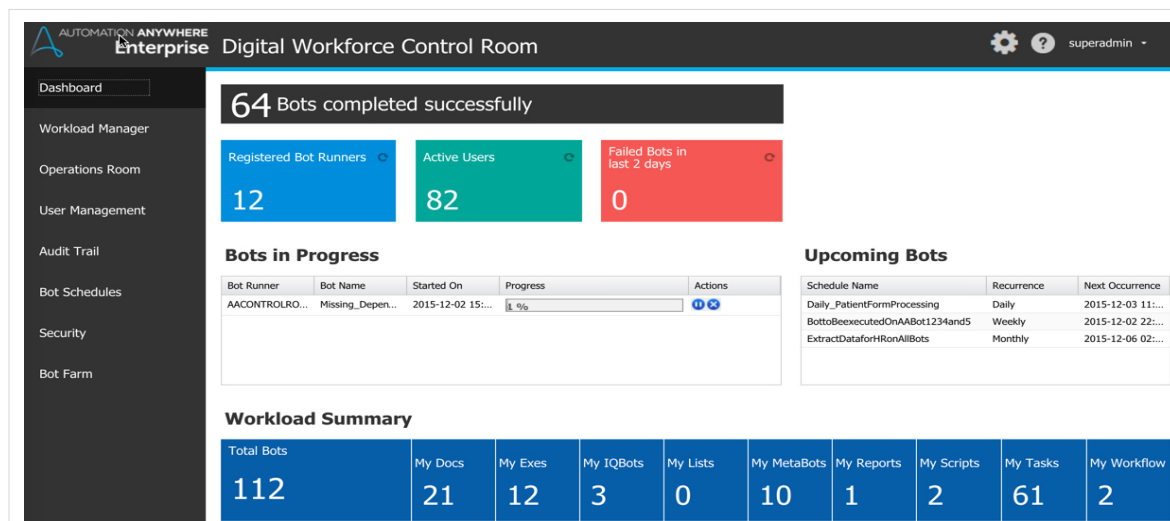 AUTOMATION ANYWHERE
Enterprise
Digital Workforce Control Room
?
superadmin
Dashboard
Workload Manager
Operations Room
User Management
Audit Trail
Bot Schedules
Security
Bot Farm
64 Bots completed successfully
Registered Bot Runners
12
Active Users
82
Failed Bots in
last 2 days
0
Bots in Progress
Bot Runner Bot Name Started On Progress Actions
AACONTROLRO... Missing_Depen... 2015-12-02 15:... 1 %
Upcoming Bots
Schedule Name Recurrence Next Occurrence
Daily_PatientFormProcessing Daily 2015-12-03 11:...
BottoBeexecutedOnAABot1234and5 Weekly 2015-12-02 22:...
ExtractDataforHRonAllBots Monthly 2015-12-06 02:...
Workload Summary
Total Bots
112
My Docs
21
My Exes
12
My IQBots
3
My Lists
0
My MetaBots
10
My Reports
1
My Scripts
2
My Tasks
61
My Workflow
2